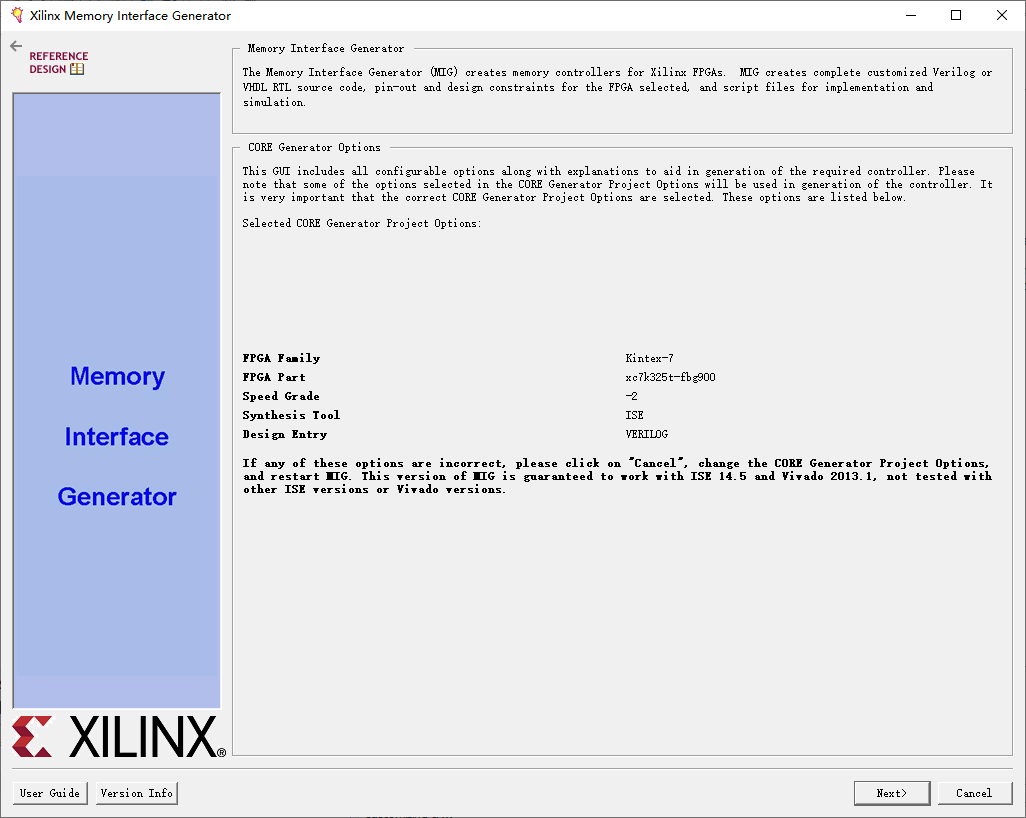 Xilinx Memory Interface Generator
REFERENCE
DESIGN
Memory Interface Generator
The Memory Interface Generator (MIG) creates memory controllers for Xilinx FPGAs. MIG creates complete customized Verilog or
VHDL RTL source code, pin-out and design constraints for the FPGA selected, and script files for implementation and
simulation.
CORE Generator Options
This GUI includes all configurable options along with explanations to aid in generation of the required controller. Please
note that some of the options selected in the CORE Generator Project Options will be used in generation of the controller. It
is very important that the correct CORE Generator Project Options are selected. These options are listed below.
Selected CORE Generator Project Options:
FPGA Family Kintex-7
FPGA Part xc7k325t-fbg900
Speed Grade -2
Synthesis Tool ISE
Design Entry VERILOG
If any of these options are incorrect, please click on "Cancel", change the CORE Generator Project Options,
and restart MIG. This version of MIG is guaranteed to work with ISE 14.5 and Vivado 2013.1, not tested with
other ISE versions or Vivado versions.
Memory
Interface
Generator
XILINX®
User Guide Version Info Next> Cancel